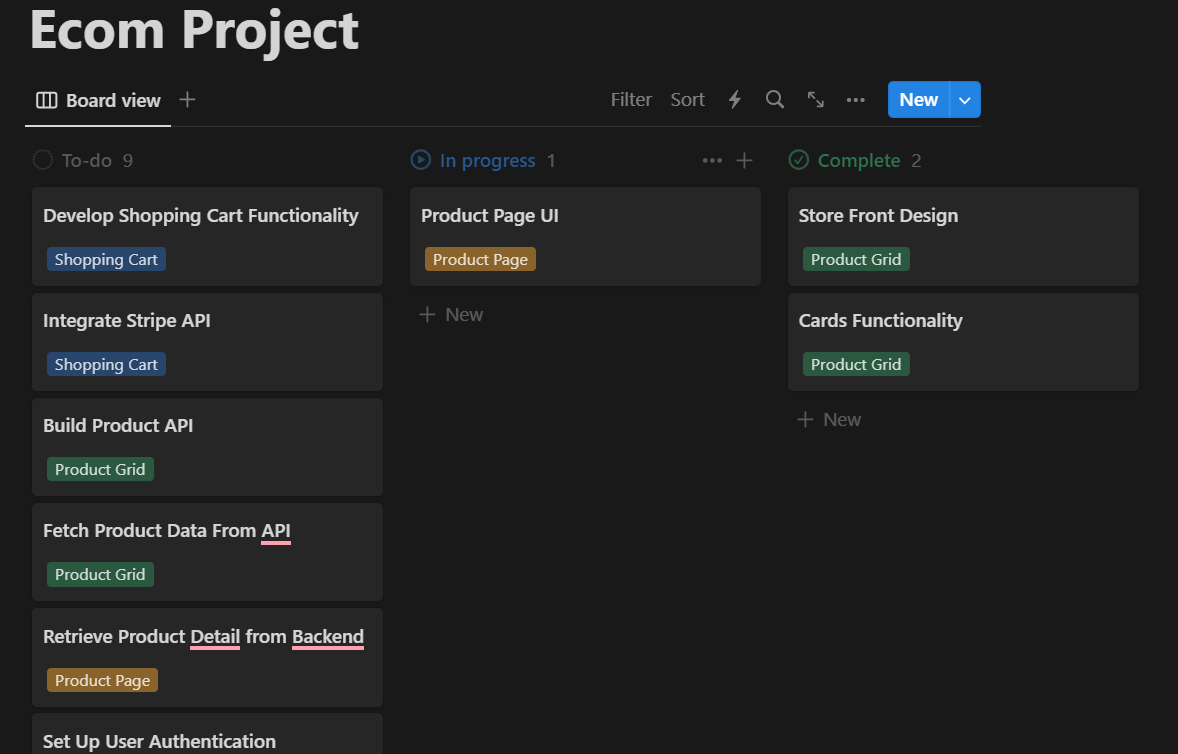 Ecom Project
Board view
Filter Sort New
To-do 9
Develop Shopping Cart Functionality
Shopping Cart
Integrate Stripe API
Shopping Cart
Build Product API
Product Grid
Fetch Product Data From API
Product Grid
Retrieve Product Detail from Backend
Product Page
Set Up User Authentication
In progress 1
Product Page UI
Product Page
New
Complete 2
Store Front Design
Product Grid
Cards Functionality
Product Grid
New